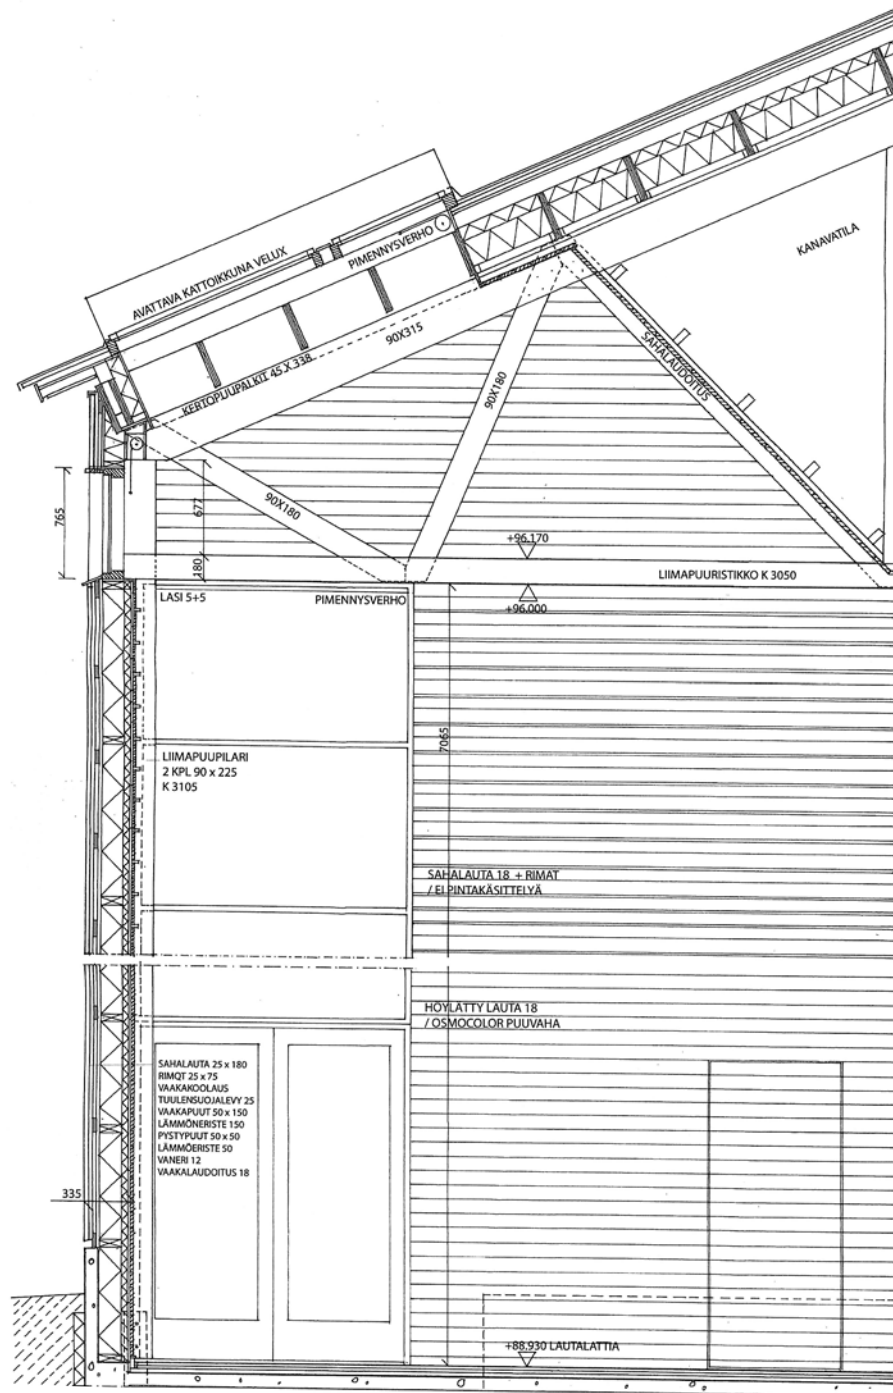 AVATTAVA KATTOIKKUNA VELUX
PIMENNYSVERHO
KANAVATILA
90X315
KERTOPUUPALKIT 45 X 338
SAHALAUDOITUS
90X180
90X180
765
677
180
+96.170
LIIMAPUURISTIKKO K 3050
+96.000
LASI 5+5
PIMENNYSVERHO
7065
LIIMAPUUPILARI
2 KPL 90 x 225
K 3105
SAHALAUTA 18 + RIMAT
/ EI PINTAKÄSITTELYÄ
HÖYLÄTTY LAUTA 18
/ OSMOCOLOR PUUVAHA
SAHALAUTA 25 x 180
RIMQT 25 x 75
VAAKAKOOLAUS
TUULENSUOJALEVY 25
VAAKAPUUT 50 x 150
LÄMMÖNERISTE 150
PYSTYPUUT 50 x 50
LÄMMÖERISTE 50
VANERI 12
VAAKALAUDOITUS 18
335
+88.930 LAUTALATTIA